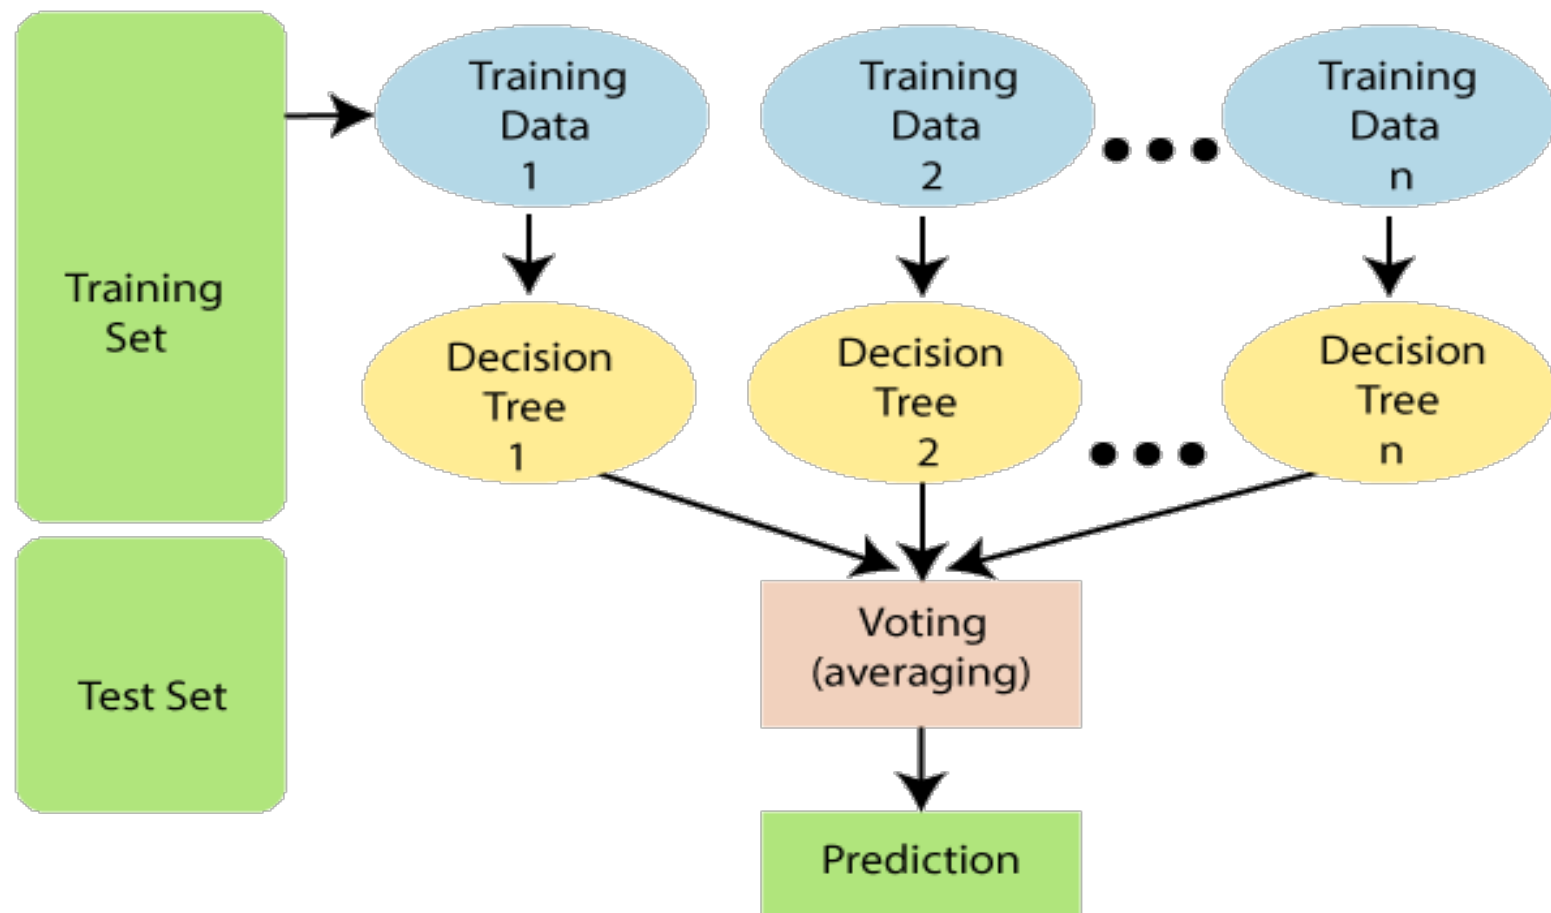 Training
Set
Test Set
Training
Data
1
Training
Data
2
Training
Data
n
Decision
Tree
1
Decision
Tree
2
Decision
Tree
n
Voting
(averaging)
Prediction